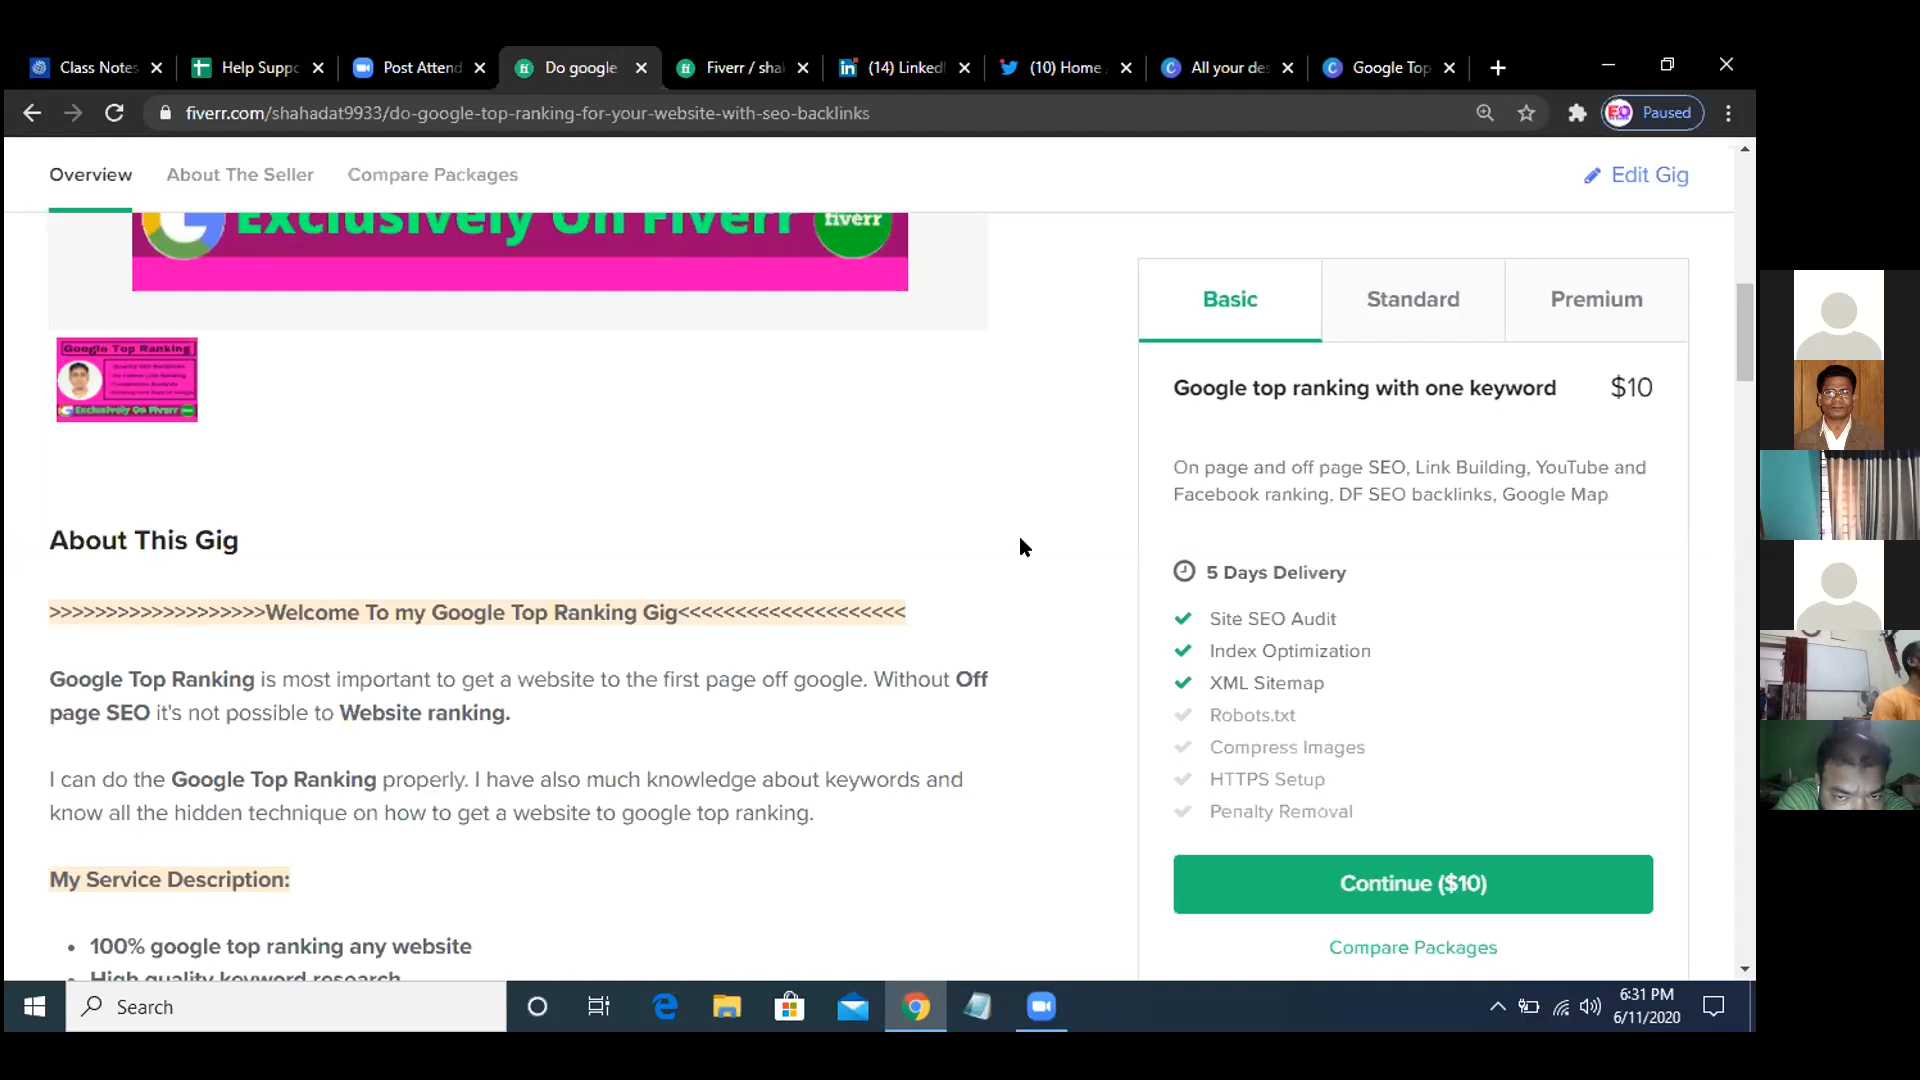 Class Notes
Help Suppo
Post Attend
Do google
Fiverr / sha
(14) Linked
(10) Home
All your des
Google Top
fiverr.com/shahadat9933/do-google-top-ranking-for-your-website-with-seo-backlinks
Paused
Overview
About The Seller
Compare Packages
Edit Gig
Exclusively On Fiverr
fiverr
Google Top Ranking
Exclusively On Fiverr
Basic
Standard
Premium
Google top ranking with one keyword
$10
On page and off page SEO, Link Building, YouTube and
Facebook ranking, DF SEO backlinks, Google Map
5 Days Delivery
Site SEO Audit
Index Optimization
XML Sitemap
Robots.txt
Compress Images
HTTPS Setup
Penalty Removal
Continue ($10)
Compare Packages
About This Gig
>>>>>>>>>>>>>>>>>>>Welcome To my Google Top Ranking Gig<<<<<<<<<<<<<<<<<<<<
Google Top Ranking is most important to get a website to the first page off google. Without Off
page SEO it's not possible to Website ranking.
I can do the Google Top Ranking properly. I have also much knowledge about keywords and
know all the hidden technique on how to get a website to google top ranking.
My Service Description:
100% google top ranking any website
High quality keyword research
Search
6:31 PM
6/11/2020